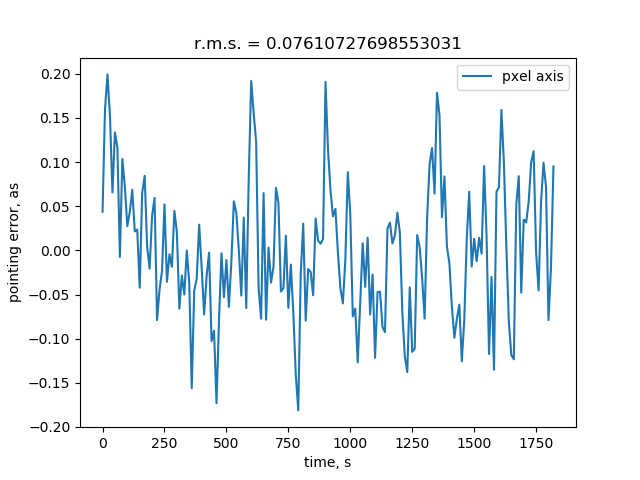 r.m.s. = 0.07610727698553031
pxel axis
0.20
0.15
0.10
0.05
0.00
−0.05
−0.10
−0.15
−0.20
pointing error, as
0 250 500 750 1000 1250 1500 1750
time, s